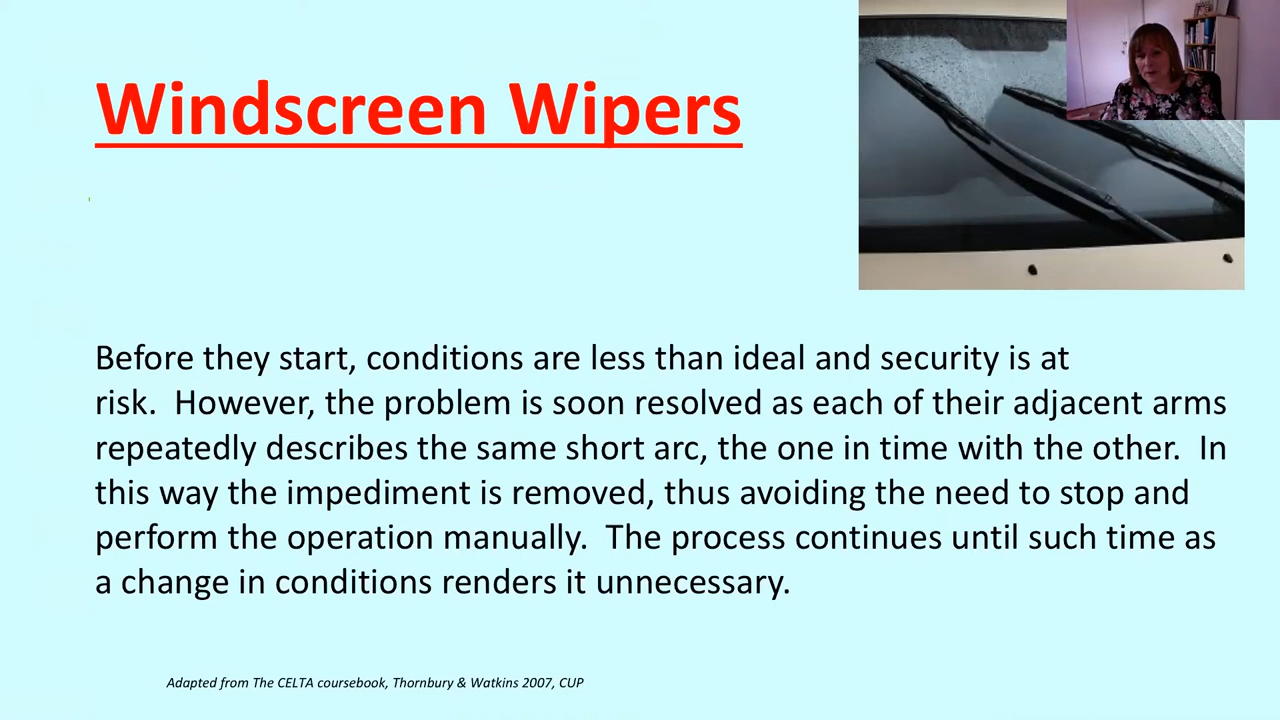 Windscreen Wipers
Before they start, conditions are less than ideal and security is at
risk.  However, the problem is soon resolved as each of their adjacent arms
repeatedly describes the same short arc, the one in time with the other.  In
this way the impediment is removed, thus avoiding the need to stop and
perform the operation manually.  The process continues until such time as
a change in conditions renders it unnecessary.
Adapted from The CELTA coursebook, Thornbury & Watkins 2007, CUP